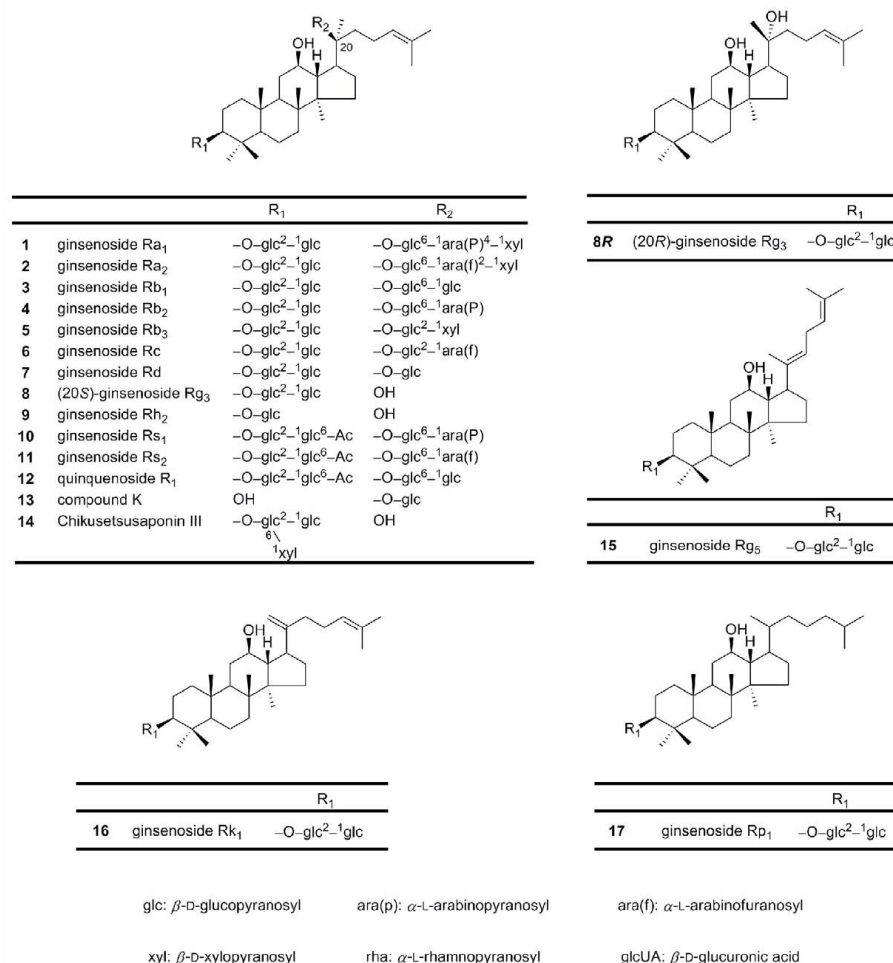 R2
OH
20
H
R1
R1 R2
1 ginsenoside Ra1 –O–glc2–1glc –O–glc6–1ara(P)4–1xyl
2 ginsenoside Ra2 –O–glc2–1glc –O–glc6–1ara(f)2–1xyl
3 ginsenoside Rb1 –O–glc2–1glc –O–glc6–1glc
4 ginsenoside Rb2 –O–glc2–1glc –O–glc6–1ara(P)
5 ginsenoside Rb3 –O–glc2–1glc –O–glc2–1xyl
6 ginsenoside Rc –O–glc2–1glc –O–glc2–1ara(f)
7 ginsenoside Rd –O–glc2–1glc –O–glc
8 (20S)-ginsenoside Rg3 –O–glc2–1glc OH
9 ginsenoside Rh2 –O–glc OH
10 ginsenoside Rs1 –O–glc2–1glc6–Ac –O–glc6–1ara(P)
11 ginsenoside Rs2 –O–glc2–1glc6–Ac –O–glc6–1ara(f)
12 quinquenoside R1 –O–glc2–1glc6–Ac –O–glc6–1glc
13 compound K OH –O–glc
14 Chikusetsusaponin III –O–glc2–1glc OH
6\
1xyl
OH
OH
H
R1
R1
8R (20R)-ginsenoside Rg3 –O–glc2–1glc
OH
H
R1
R1
15 ginsenoside Rg5 –O–glc2–1glc
OH
H
R1
R1
16 ginsenoside Rk1 –O–glc2–1glc
OH
H
R1
R1
17 ginsenoside Rp1 –O–glc2–1glc
glc: β-D-glucopyranosyl ara(p): α-L-arabinopyranosyl ara(f): α-L-arabinofuranosyl
xyl: β-D-xylopyranosyl rha: α-L-rhamnopyranosyl glcUA: β-D-glucuronic acid